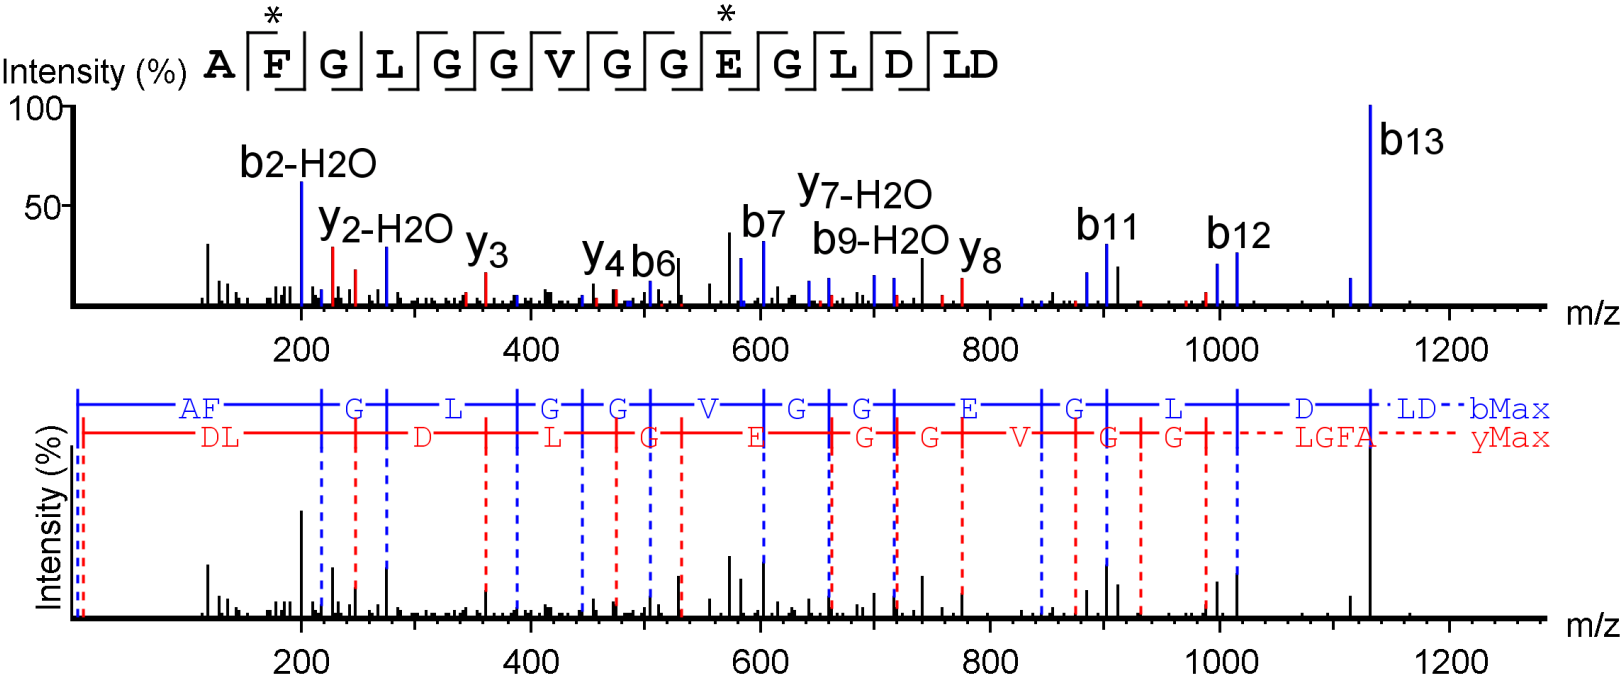 * *
A F G L G G V G G E G L D LD
Intensity (%)
100
50
b2-H2O
y2-H2O
y3
y4
b6
b7
y7-H2O
b9-H2O
y8
b11
b12
b13
m/z
200 400 600 800 1000 1200
AF G L G G V G G E G L D LD bMax
DL D L G E G G V G G LGFA yMax
Intensity (%)
m/z
200 400 600 800 1000 1200